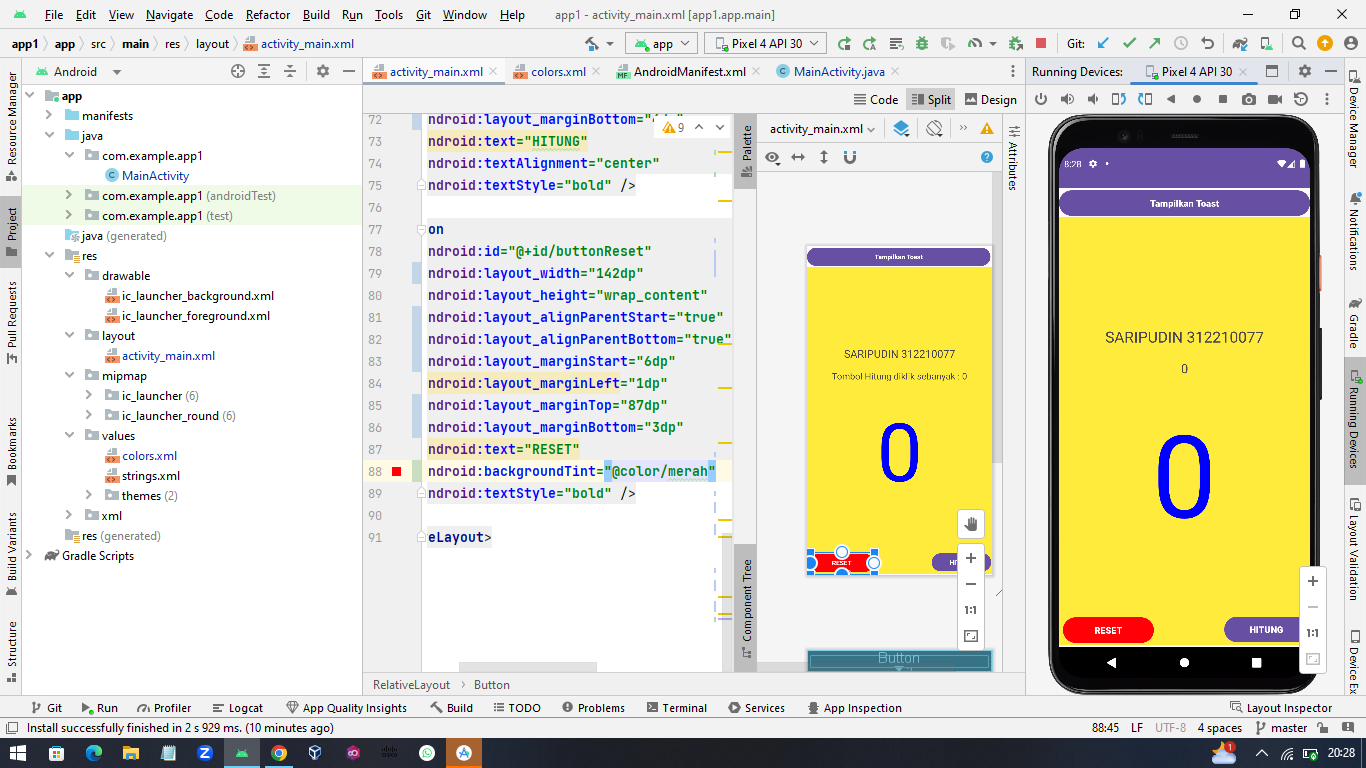 File Edit View Navigate Code Refactor Build Run Tools Git Window Help app1 - activity_main.xml [app1.app.main]
app1 app src main res layout activity_main.xml app Pixel 4 API 30 Git:
Android
activity_main.xml colors.xml AndroidManifest.xml MainActivity.java
Running Devices: Pixel 4 API 30
Code Split Design
Resource Manager
Project
Pull Requests
Bookmarks
Build Variants
Structure
app
manifests
java
com.example.app1
MainActivity
com.example.app1 (androidTest)
com.example.app1 (test)
java (generated)
res
drawable
ic_launcher_background.xml
ic_launcher_foreground.xml
layout
activity_main.xml
mipmap
ic_launcher (6)
ic_launcher_round (6)
values
colors.xml
strings.xml
themes (2)
xml
res (generated)
Gradle Scripts
9
72 ndroid:layout_marginBottom=
73 ndroid:text="HITUNG"
74 ndroid:textAlignment="center"
75 ndroid:textStyle="bold" />
76
77 on
78 ndroid:id="@+id/buttonReset"
79 ndroid:layout_width="142dp"
80 ndroid:layout_height="wrap_content"
81 ndroid:layout_alignParentStart="true"
82 ndroid:layout_alignParentBottom="true"
83 ndroid:layout_marginStart="6dp"
84 ndroid:layout_marginLeft="1dp"
85 ndroid:layout_marginTop="87dp"
86 ndroid:layout_marginBottom="3dp"
87 ndroid:text="RESET"
88 ndroid:backgroundTint="@color/merah"
89 ndroid:textStyle="bold" />
90
91 eLayout>
RelativeLayout Button
Palette
Component Tree
activity_main.xml
Attributes
Tampilkan Toast
SARIPUDIN 312210077
Tombol Hitung diklik sebanyak : 0
0
RESET HI
1:1
Button
8:28
Tampilkan Toast
SARIPUDIN 312210077
0
0
RESET HITUNG
1:1
Device Manager
Notifications
Gradle
Running Devices
Layout Validation
Device Ex
Git Run Profiler Logcat App Quality Insights Build TODO Problems Terminal Services App Inspection Layout Inspector
Install successfully finished in 2 s 929 ms. (10 minutes ago) 88:45 LF UTF-8 4 spaces master
1
20:28